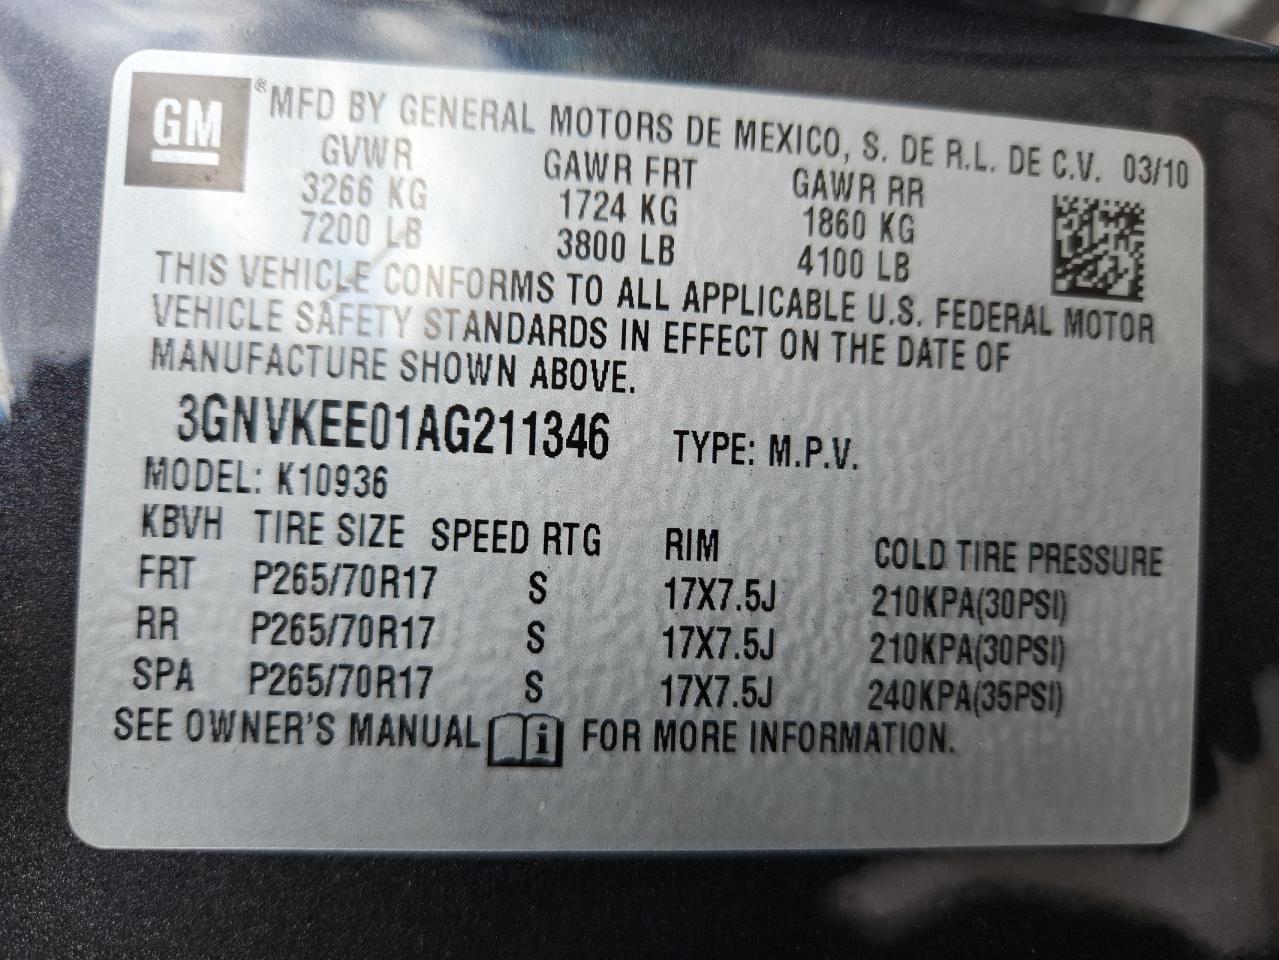 GM ® MFD BY GENERAL MOTORS DE MEXICO, S. DE R.L. DE C.V. 03/10
GVWR GAWR FRT GAWR RR
3266 KG 1724 KG 1860 KG
7200 LB 3800 LB 4100 LB
THIS VEHICLE CONFORMS TO ALL APPLICABLE U.S. FEDERAL MOTOR
VEHICLE SAFETY STANDARDS IN EFFECT ON THE DATE OF
MANUFACTURE SHOWN ABOVE.
3GNVKEE01AG211346 TYPE: M.P.V.
MODEL: K10936
KBVH TIRE SIZE SPEED RTG RIM COLD TIRE PRESSURE
FRT P265/70R17 S 17X7.5J 210KPA(30PSI)
RR P265/70R17 S 17X7.5J 210KPA(30PSI)
SPA P265/70R17 S 17X7.5J 240KPA(35PSI)
SEE OWNER'S MANUAL i FOR MORE INFORMATION.